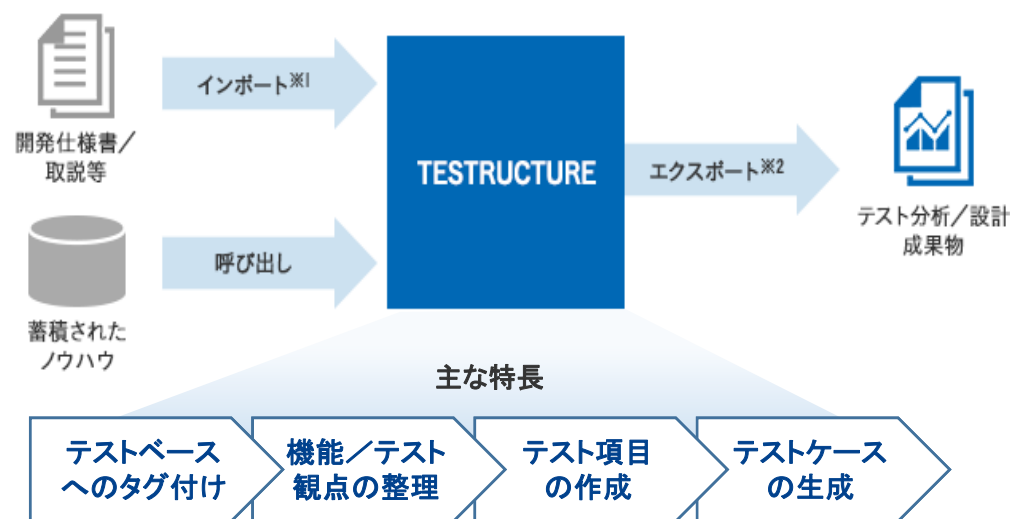 開発仕様書／
取説等
インポート※1
蓄積された
ノウハウ
呼び出し
TESTRUCTURE
エクスポート※2
テスト分析／設計
成果物
主な特長
テストベース
へのタグ付け
機能／テスト
観点の整理
テスト項目
の作成
テストケース
の生成